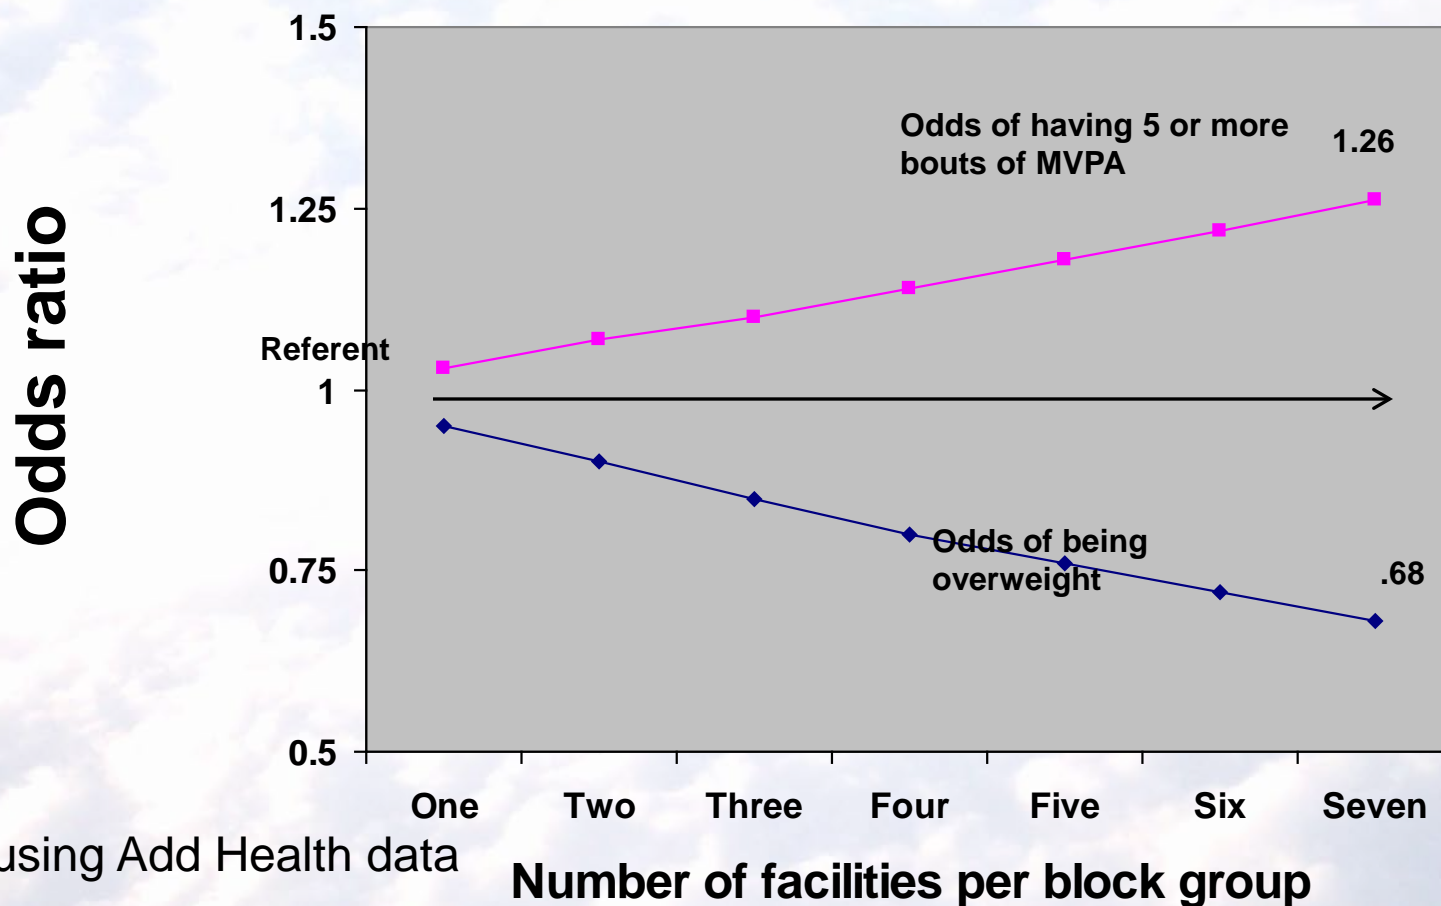 1.5
Odds of having 5 or more
bouts of MVPA
1.26
1.25
Odds ratio
Referent
1
Odds of being
overweight
0.75
.68
0.5
One Two Three Four Five Six Seven
using Add Health data
Number of facilities per block group